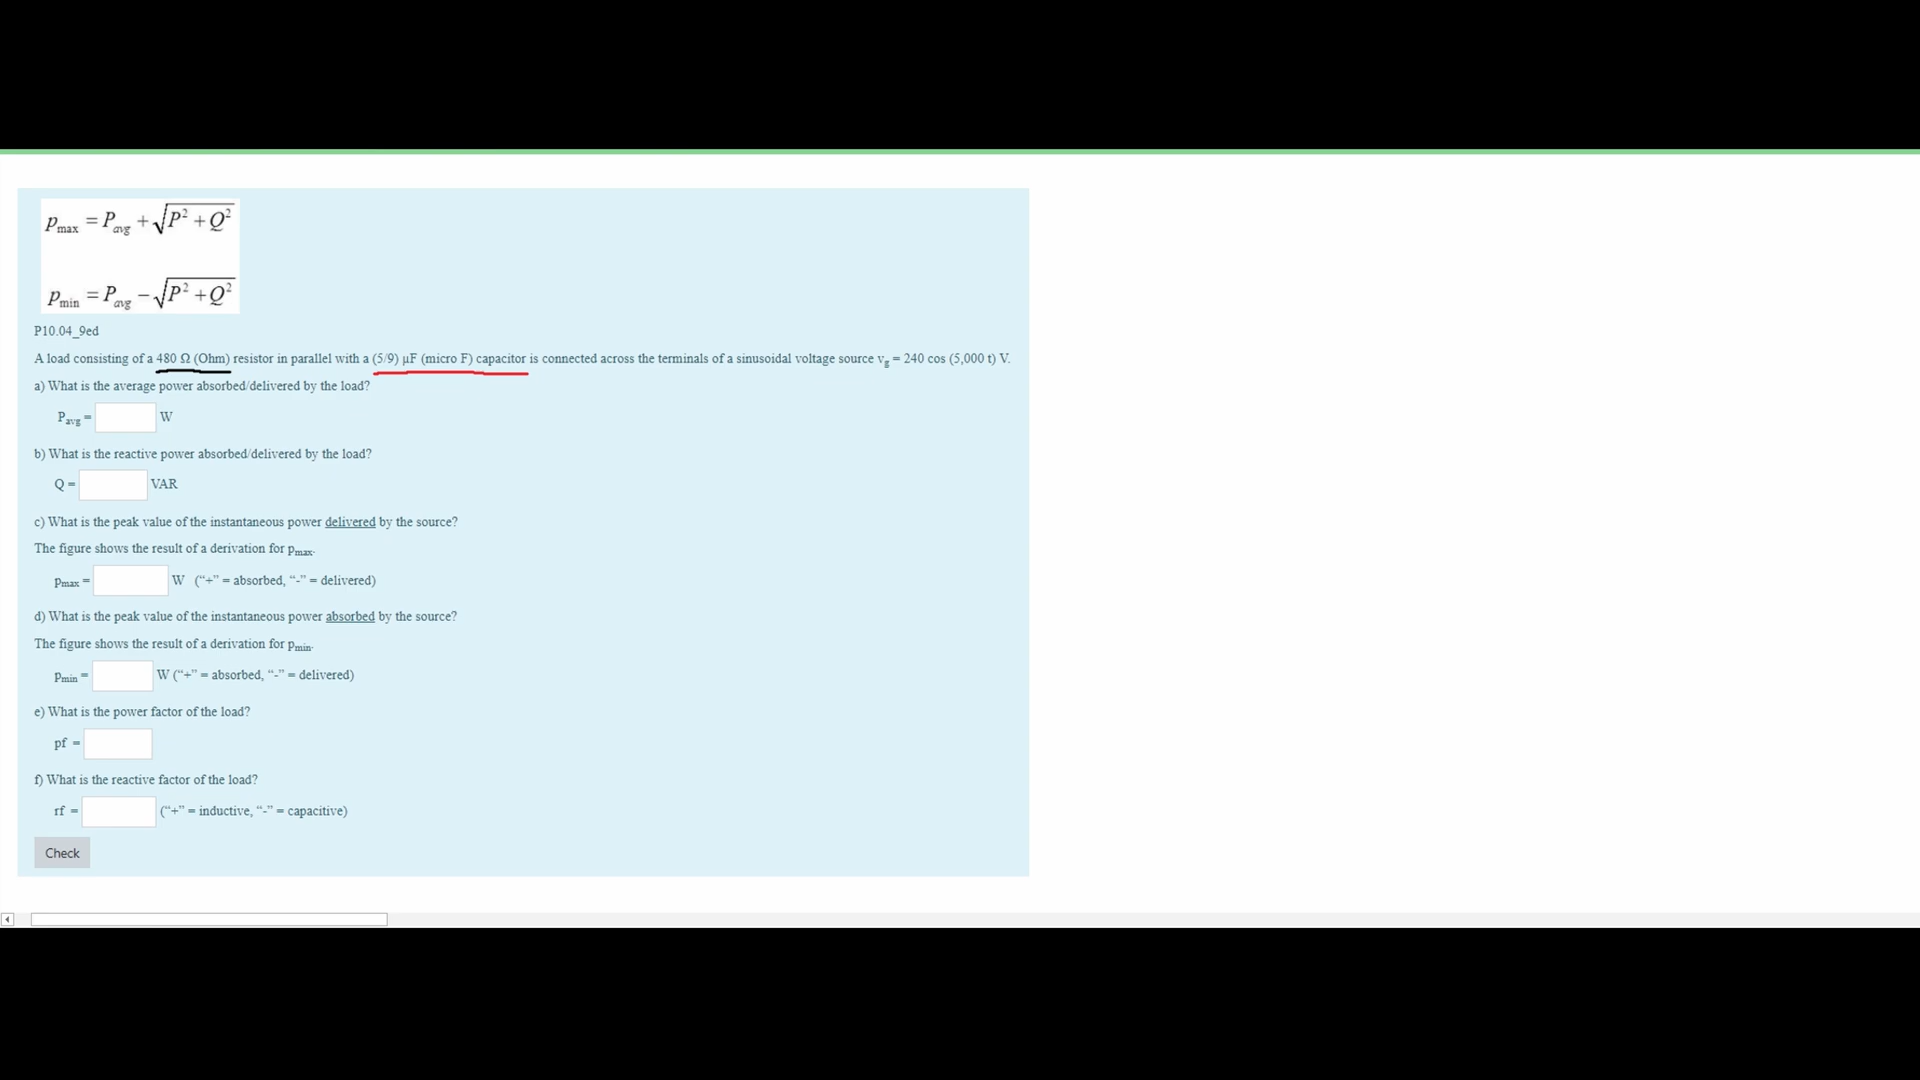 p_max = P_avg + √P² + Q²
p_min = P_avg − √P² + Q²
P10.04_9ed
A load consisting of a 480 Ω (Ohm) resistor in parallel with a (5/9) µF (micro F) capacitor is connected across the terminals of a sinusoidal voltage source v_g = 240 cos (5,000 t) V.
a) What is the average power absorbed/delivered by the load?
P_avg = W
b) What is the reactive power absorbed/delivered by the load?
Q = VAR
c) What is the peak value of the instantaneous power delivered by the source?
The figure shows the result of a derivation for p_max.
p_max = W (“+” = absorbed, “-” = delivered)
d) What is the peak value of the instantaneous power absorbed by the source?
The figure shows the result of a derivation for p_min.
p_min = W (“+” = absorbed, “-” = delivered)
e) What is the power factor of the load?
pf =
f) What is the reactive factor of the load?
rf = (“+” = inductive, “-” = capacitive)
Check